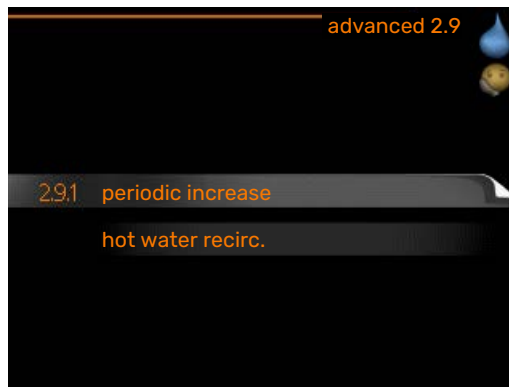 advanced 2.9
2.9.1 periodic increase
hot water recirc.